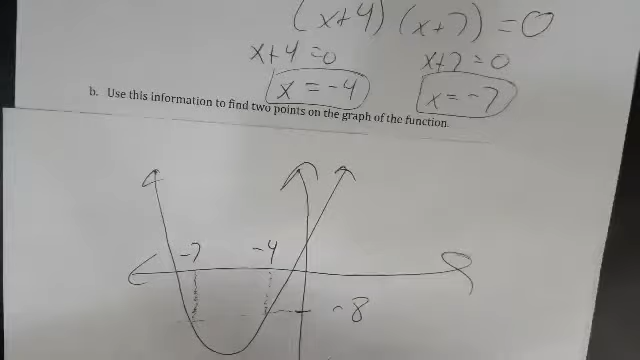 (x+4) (x+7) = 0
x+4=0 x+7=0
x = -4 x = -7
b. Use this information to find two points on the graph of the function.
-7 -4
-8